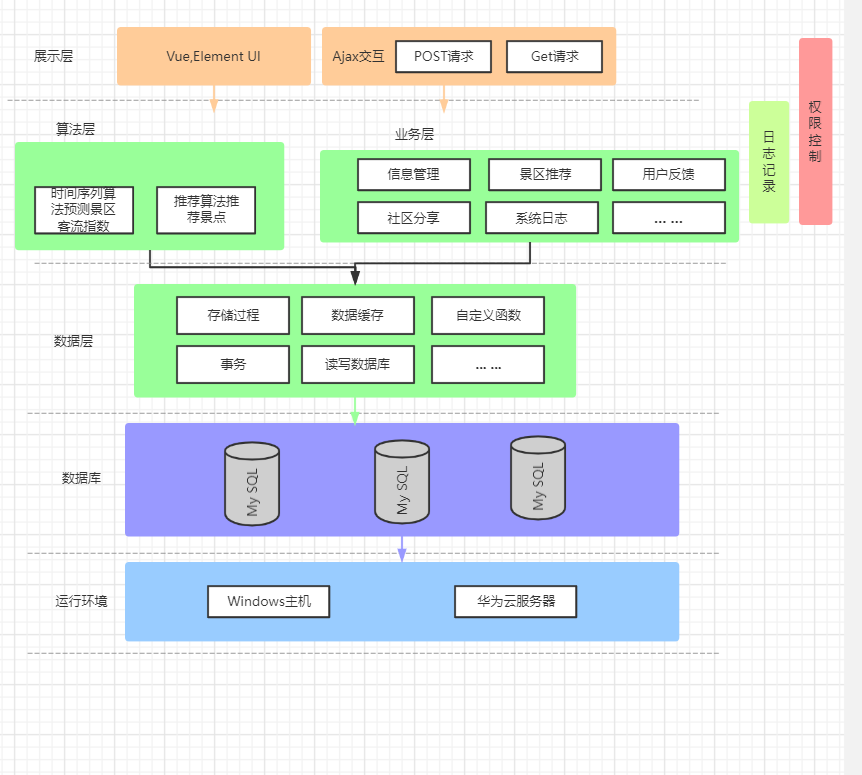 展示层
Vue,Element UI
Ajax交互
POST请求
Get请求
权
限
控
制
日
志
记
录
算法层
时间序列算
法预测景区
客流指数
推荐算法推
荐景点
业务层
信息管理
景区推荐
用户反馈
社区分享
系统日志
... ...
数据层
存储过程
数据缓存
自定义函数
事务
读写数据库
... ...
数据库
My SQL
My SQL
My SQL
运行环境
Windows主机
华为云服务器